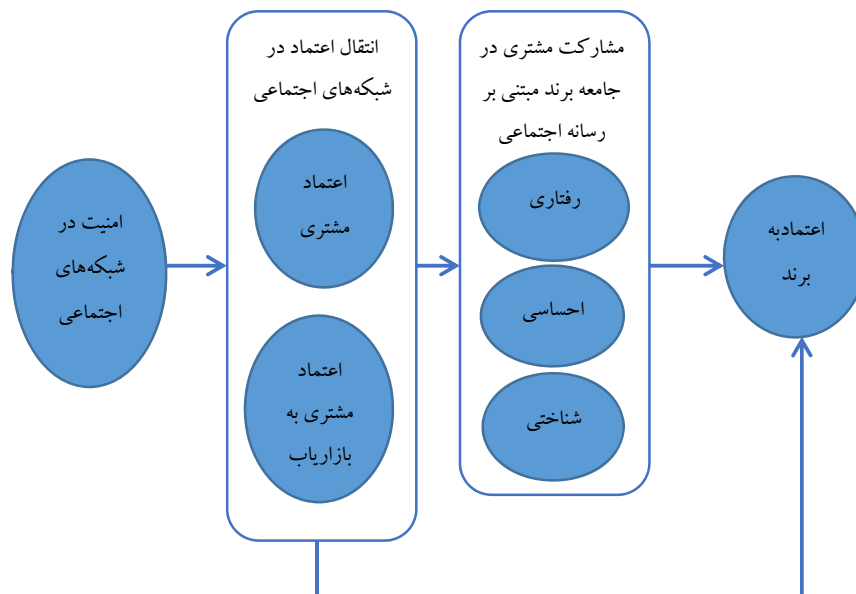 امنیت در
شبکه‌های
اجتماعی
انتقال اعتماد در
شبکه‌های اجتماعی
اعتماد
مشتری
اعتماد
مشتری به
بازاریاب
مشارکت مشتری در
جامعه برند مبتنی بر
رسانه اجتماعی
رفتاری
احساسی
شناختی
اعتمادبه
برند